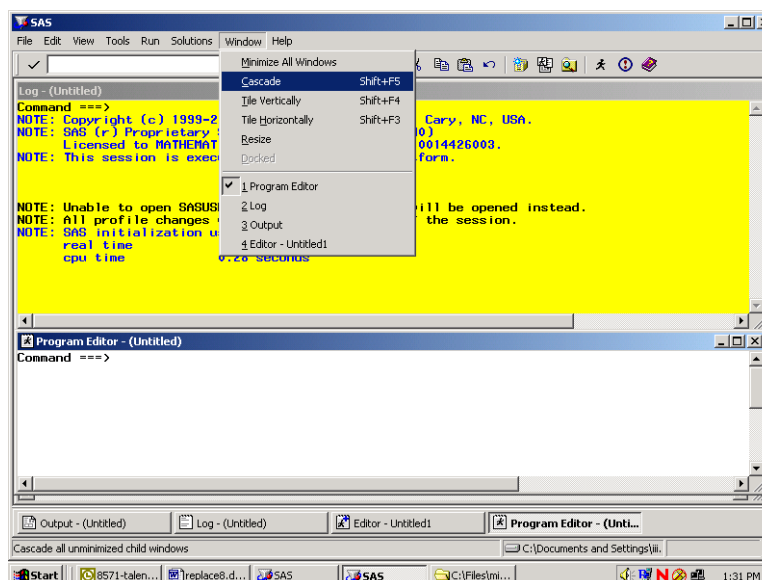 SAS
File Edit View Tools Run Solutions Window Help
Minimize All Windows
Cascade Shift+F5
Tile Vertically Shift+F4
Tile Horizontally Shift+F3
Resize
Docked
1 Program Editor
2 Log
3 Output
4 Editor - Untitled1
Log - (Untitled)
Command ===>
NOTE: Copyright (c) 1999-2 Cary, NC, USA.
NOTE: SAS (r) Proprietary 0)
Licensed to MATHEMAT 0014426003.
NOTE: This session is exec form.
NOTE: Unable to open SASUS ill be opened instead.
NOTE: All profile changes the session.
NOTE: SAS initialization u
real time
cpu time 0.28 seconds
Program Editor - (Untitled)
Command ===>
Output - (Untitled) Log - (Untitled) Editor - Untitled1 Program Editor - (Unti...
Cascade all unminimized child windows C:\Documents and Settings\iii.
Start 8571-talen... replace8.d... SAS SAS C:\Files\mi... 1:31 PM